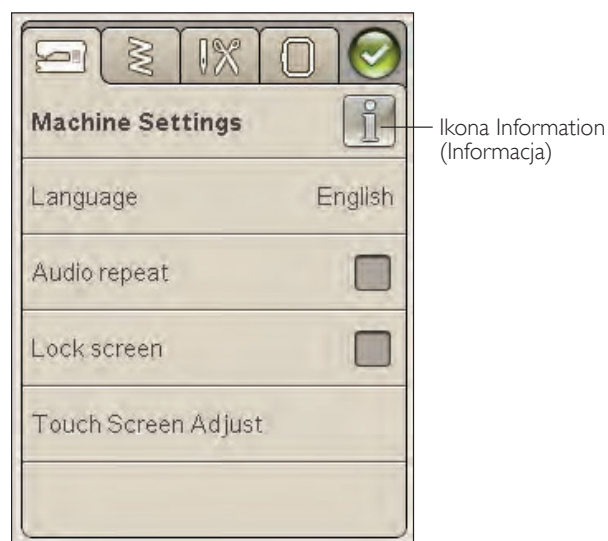 Machine Settings
Ikona Information
(Informacja)
Language English
Audio repeat
Lock screen
Touch Screen Adjust